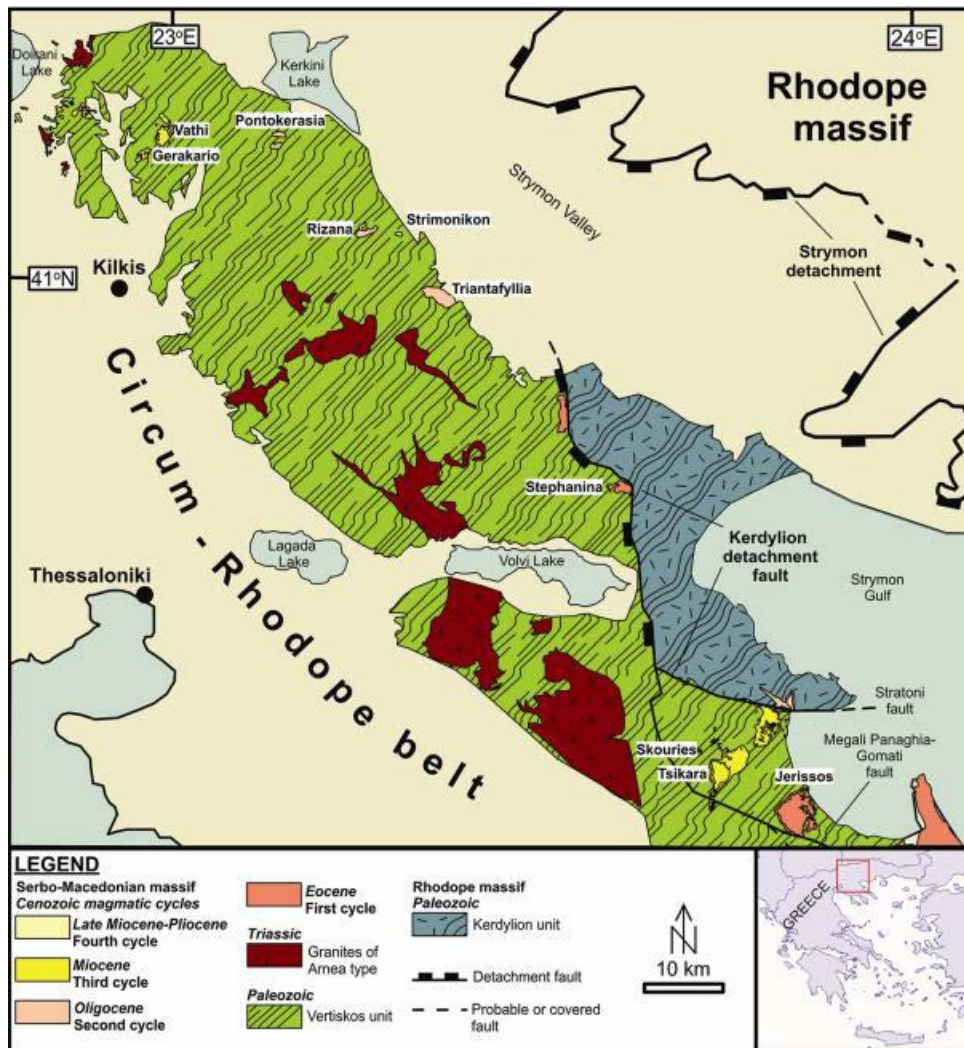 23°E
24°E
Doirani
Lake
Kerkini
Lake
Rhodope
massif
Vathi
Pontokerasia
Gerakario
Strymon Valley
Rizana
Strimonikon
Strymon
detachment
41°N
Kilkis
Triantafyllia
Circum - Rhodope belt
Stephanina
Kerdylion
detachment
fault
Lagada
Lake
Volvi Lake
Thessaloniki
Strymon
Gulf
Stratoni
fault
Skouries
Megali Panaghia-
Gomati
fault
Tsikara
Jerissos
LEGEND
Serbo-Macedonian massif
Cenozoic magmatic cycles
Late Miocene-Pliocene
Fourth cycle
Miocene
Third cycle
Oligocene
Second cycle
Eocene
First cycle
Triassic
Granites of
Arnea type
Paleozoic
Vertiskos unit
Rhodope massif
Paleozoic
Kerdylion unit
Detachment fault
Probable or covered
fault
N
10 km
GREECE